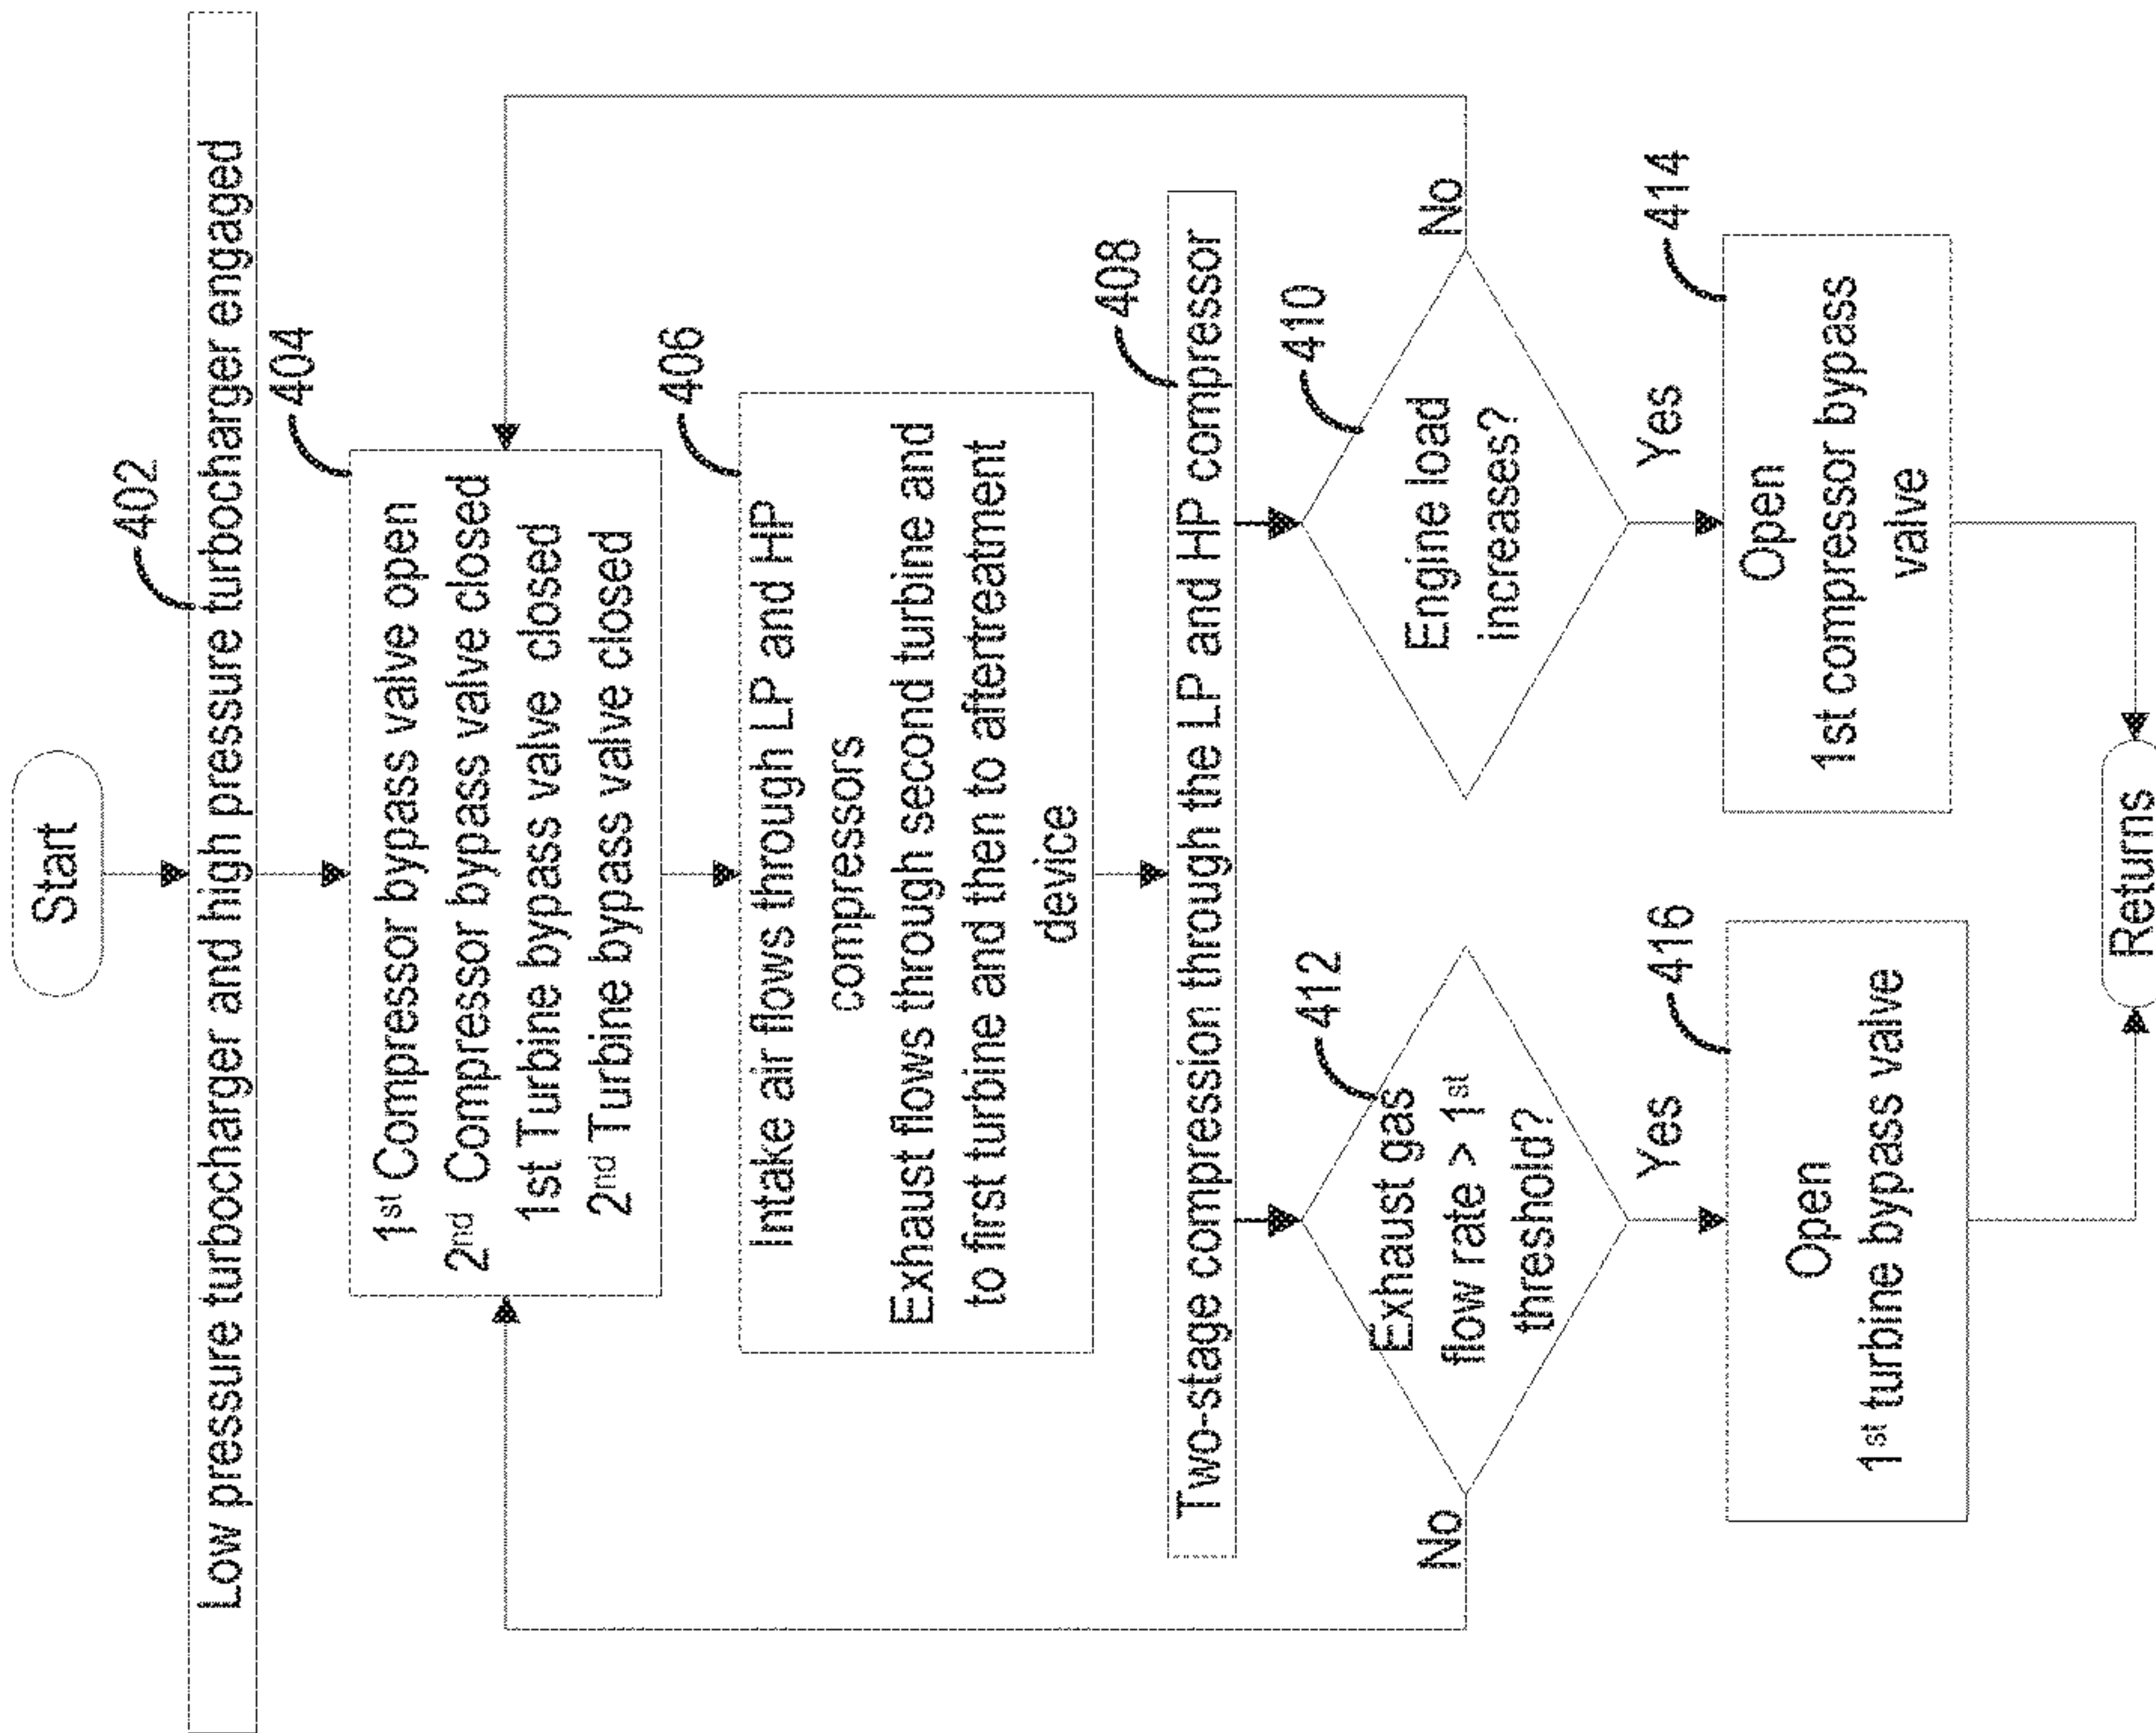 Start
402
Low pressure turbocharger and high pressure turbocharger engaged
404
1st Compressor bypass valve open
2nd Compressor bypass valve closed
1st Turbine bypass valve closed
2nd Turbine bypass valve closed
406
Intake air flows through LP and HP
compressors
Exhaust flows through second turbine and
to first turbine and then to aftertreatment
device
408
Two-stage compression through the LP and HP compressor
412
Exhaust gas
flow rate > 1st
threshold?
No
Yes
410
Engine load
increases?
No
Yes
416
Open
1st turbine bypass valve
414
Open
1st compressor bypass
valve
Returns